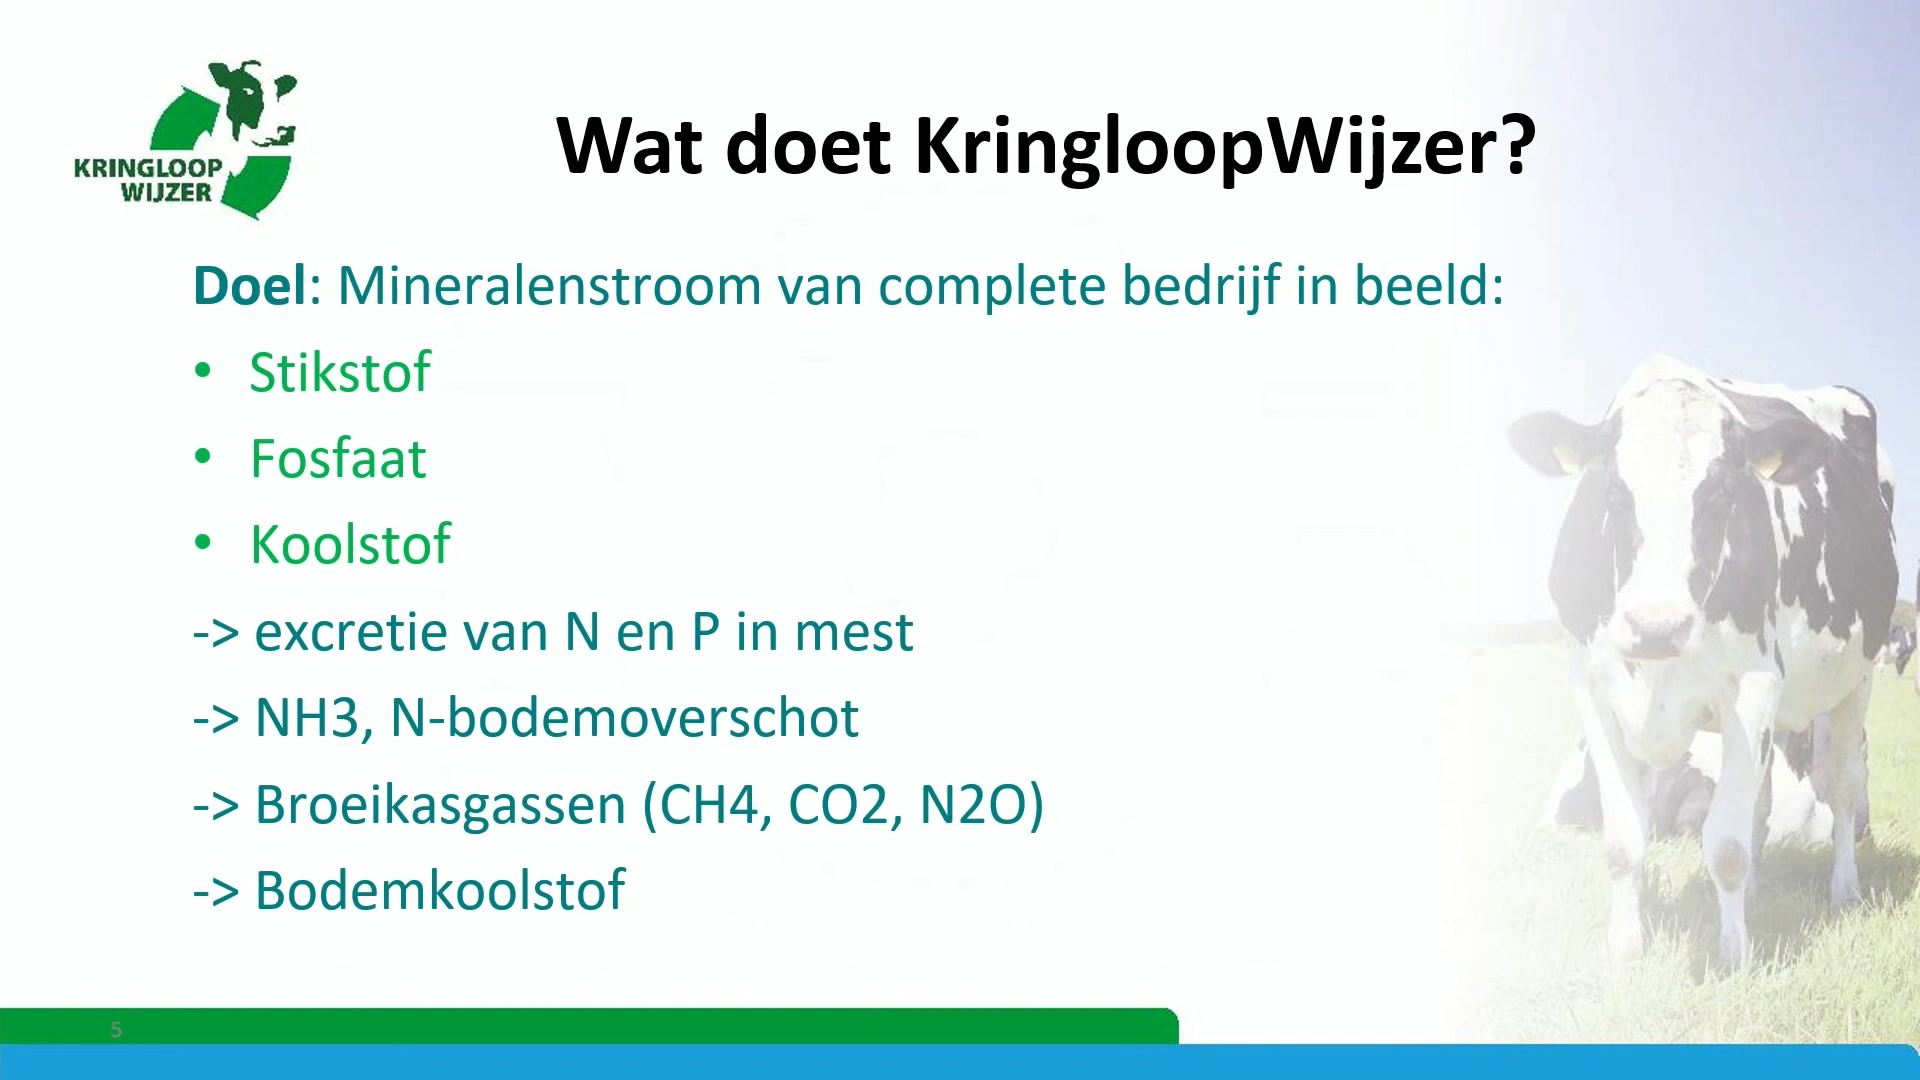 KRINGLOOP
WIJZER
Wat doet KringloopWijzer?
Doel: Mineralenstroom van complete bedrijf in beeld:
• Stikstof
• Fosfaat
• Koolstof
-> excretie van N en P in mest
-> NH3, N-bodemoverschot
-> Broeikasgassen (CH4, CO2, N2O)
-> Bodemkoolstof
5